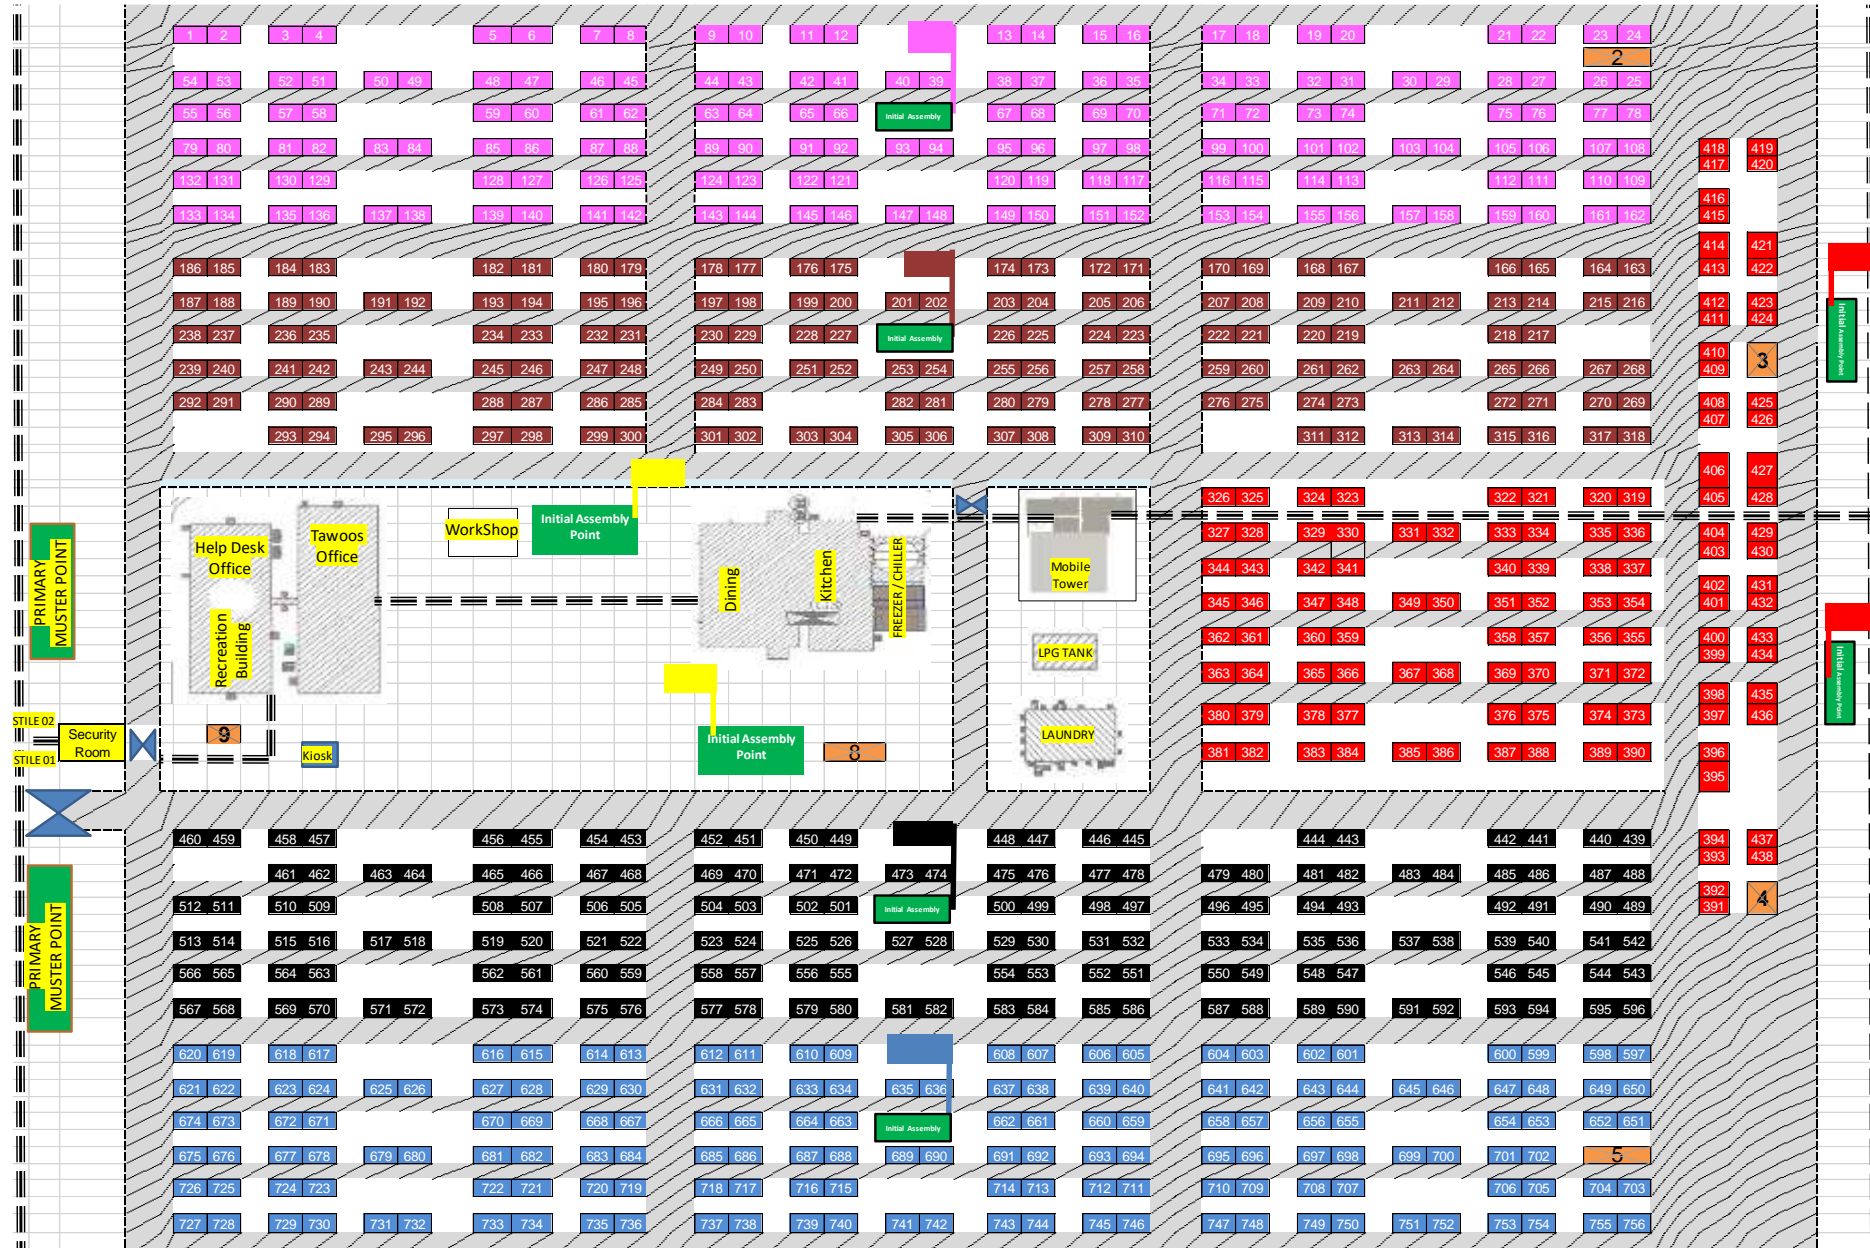 1 2 3 4 5 6 7 8 9 10 11 12 13 14 15 16 17 18 19 20 21 22 23 24
2
54 53 52 51 50 49 48 47 46 45 44 43 42 41 40 39 38 37 36 35 34 33 32 31 30 29 28 27 26 25
55 56 57 58 59 60 61 62 63 64 65 66 67 68 69 70 71 72 73 74 75 76 77 78
Initial Assembly
79 80 81 82 83 84 85 86 87 88 89 90 91 92 93 94 95 96 97 98 99 100 101 102 103 104 105 106 107 108
132 131 130 129 128 127 126 125 124 123 122 121 120 119 118 117 116 115 114 113 112 111 110 109
133 134 135 136 137 138 139 140 141 142 143 144 145 146 147 148 149 150 151 152 153 154 155 156 157 158 159 160 161 162
186 185 184 183 182 181 180 179 178 177 176 175 174 173 172 171 170 169 168 167 166 165 164 163
187 188 189 190 191 192 193 194 195 196 197 198 199 200 201 202 203 204 205 206 207 208 209 210 211 212 213 214 215 216
238 237 236 235 234 233 232 231 230 229 228 227 226 225 224 223 222 221 220 219 218 217
Initial Assembly
239 240 241 242 243 244 245 246 247 248 249 250 251 252 253 254 255 256 257 258 259 260 261 262 263 264 265 266 267 268
292 291 290 289 288 287 286 285 284 283 282 281 280 279 278 277 276 275 274 273 272 271 270 269
293 294 295 296 297 298 299 300 301 302 303 304 305 306 307 308 309 310 311 312 313 314 315 316 317 318
418 419
417 420
416
415
414 421
413 422
412 423
411 424
410
409
3
408 425
407 426
406 427
405 428
404 429
403 430
402 431
401 432
400 433
399 434
398 435
397 436
396
395
394 437
393 438
392
391
4
Initial Assembly Point
Initial Assembly Point
326 325 324 323 322 321 320 319
327 328 329 330 331 332 333 334 335 336
344 343 342 341 340 339 338 337
345 346 347 348 349 350 351 352 353 354
362 361 360 359 358 357 356 355
363 364 365 366 367 368 369 370 371 372
380 379 378 377 376 375 374 373
381 382 383 384 385 386 387 388 389 390
PRIMARY
MUSTER POINT
Help Desk
Office
Recreation
Building
Tawoos
Office
WorkShop
Initial Assembly
Point
Dining
Kitchen
FREEZER / CHILLER
Mobile
Tower
LPG TANK
LAUNDRY
STILE 02
Security
Room
STILE 01
9
Kiosk
Initial Assembly
Point
8
PRIMARY
MUSTER POINT
460 459 458 457 456 455 454 453 452 451 450 449 448 447 446 445 444 443 442 441 440 439
461 462 463 464 465 466 467 468 469 470 471 472 473 474 475 476 477 478 479 480 481 482 483 484 485 486 487 488
512 511 510 509 508 507 506 505 504 503 502 501 500 499 498 497 496 495 494 493 492 491 490 489
Initial Assembly
513 514 515 516 517 518 519 520 521 522 523 524 525 526 527 528 529 530 531 532 533 534 535 536 537 538 539 540 541 542
566 565 564 563 562 561 560 559 558 557 556 555 554 553 552 551 550 549 548 547 546 545 544 543
567 568 569 570 571 572 573 574 575 576 577 578 579 580 581 582 583 584 585 586 587 588 589 590 591 592 593 594 595 596
620 619 618 617 616 615 614 613 612 611 610 609 608 607 606 605 604 603 602 601 600 599 598 597
621 622 623 624 625 626 627 628 629 630 631 632 633 634 635 636 637 638 639 640 641 642 643 644 645 646 647 648 649 650
674 673 672 671 670 669 668 667 666 665 664 663 662 661 660 659 658 657 656 655 654 653 652 651
Initial Assembly
675 676 677 678 679 680 681 682 683 684 685 686 687 688 689 690 691 692 693 694 695 696 697 698 699 700 701 702 5
726 725 724 723 722 721 720 719 718 717 716 715 714 713 712 711 710 709 708 707 706 705 704 703
727 728 729 730 731 732 733 734 735 736 737 738 739 740 741 742 743 744 745 746 747 748 749 750 751 752 753 754 755 756